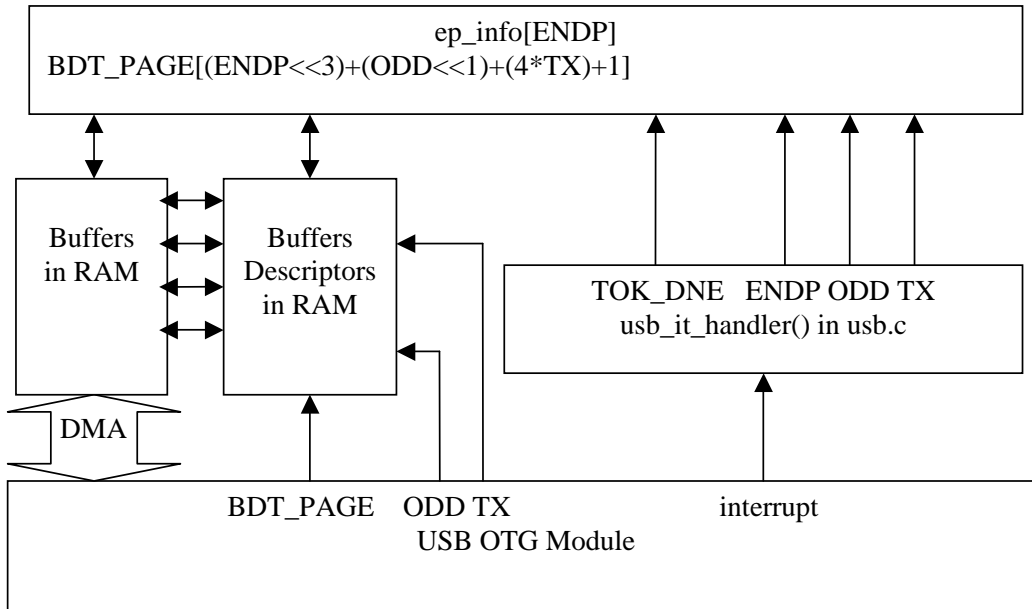 ep_info[ENDP]
BDT_PAGE[(ENDP<<3)+(ODD<<1)+(4*TX)+1]
Buffers
in RAM
Buffers
Descriptors
in RAM
TOK_DNE ENDP ODD TX
usb_it_handler() in usb.c
DMA
BDT_PAGE ODD TX interrupt
USB OTG Module